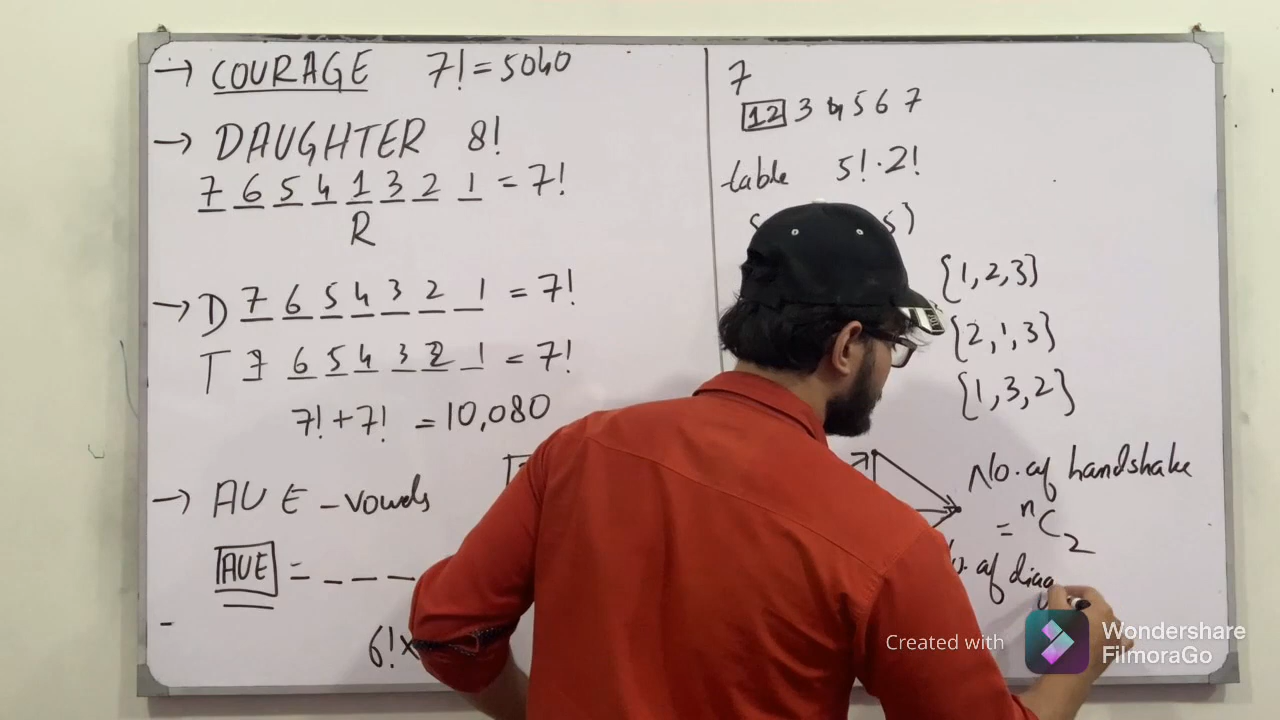 → COURAGE 7! = 5040
→ DAUGHTER 8!
7 6 5 4 1 3 2 1 = 7!
R
→ D 7 6 5 4 3 2 1 = 7!
T 7 6 5 4 3 2 1 = 7!
7! + 7! = 10,080
→ AUE - vowels
AUE = _ _ _
6! ×
7
12 3 4 5 6 7
table 5! · 2!
5)
{1,2,3}
{2,1,3}
{1,3,2}
No. of handshake
= ⁿC₂
of diag
Created with
Wondershare
FilmoraGo